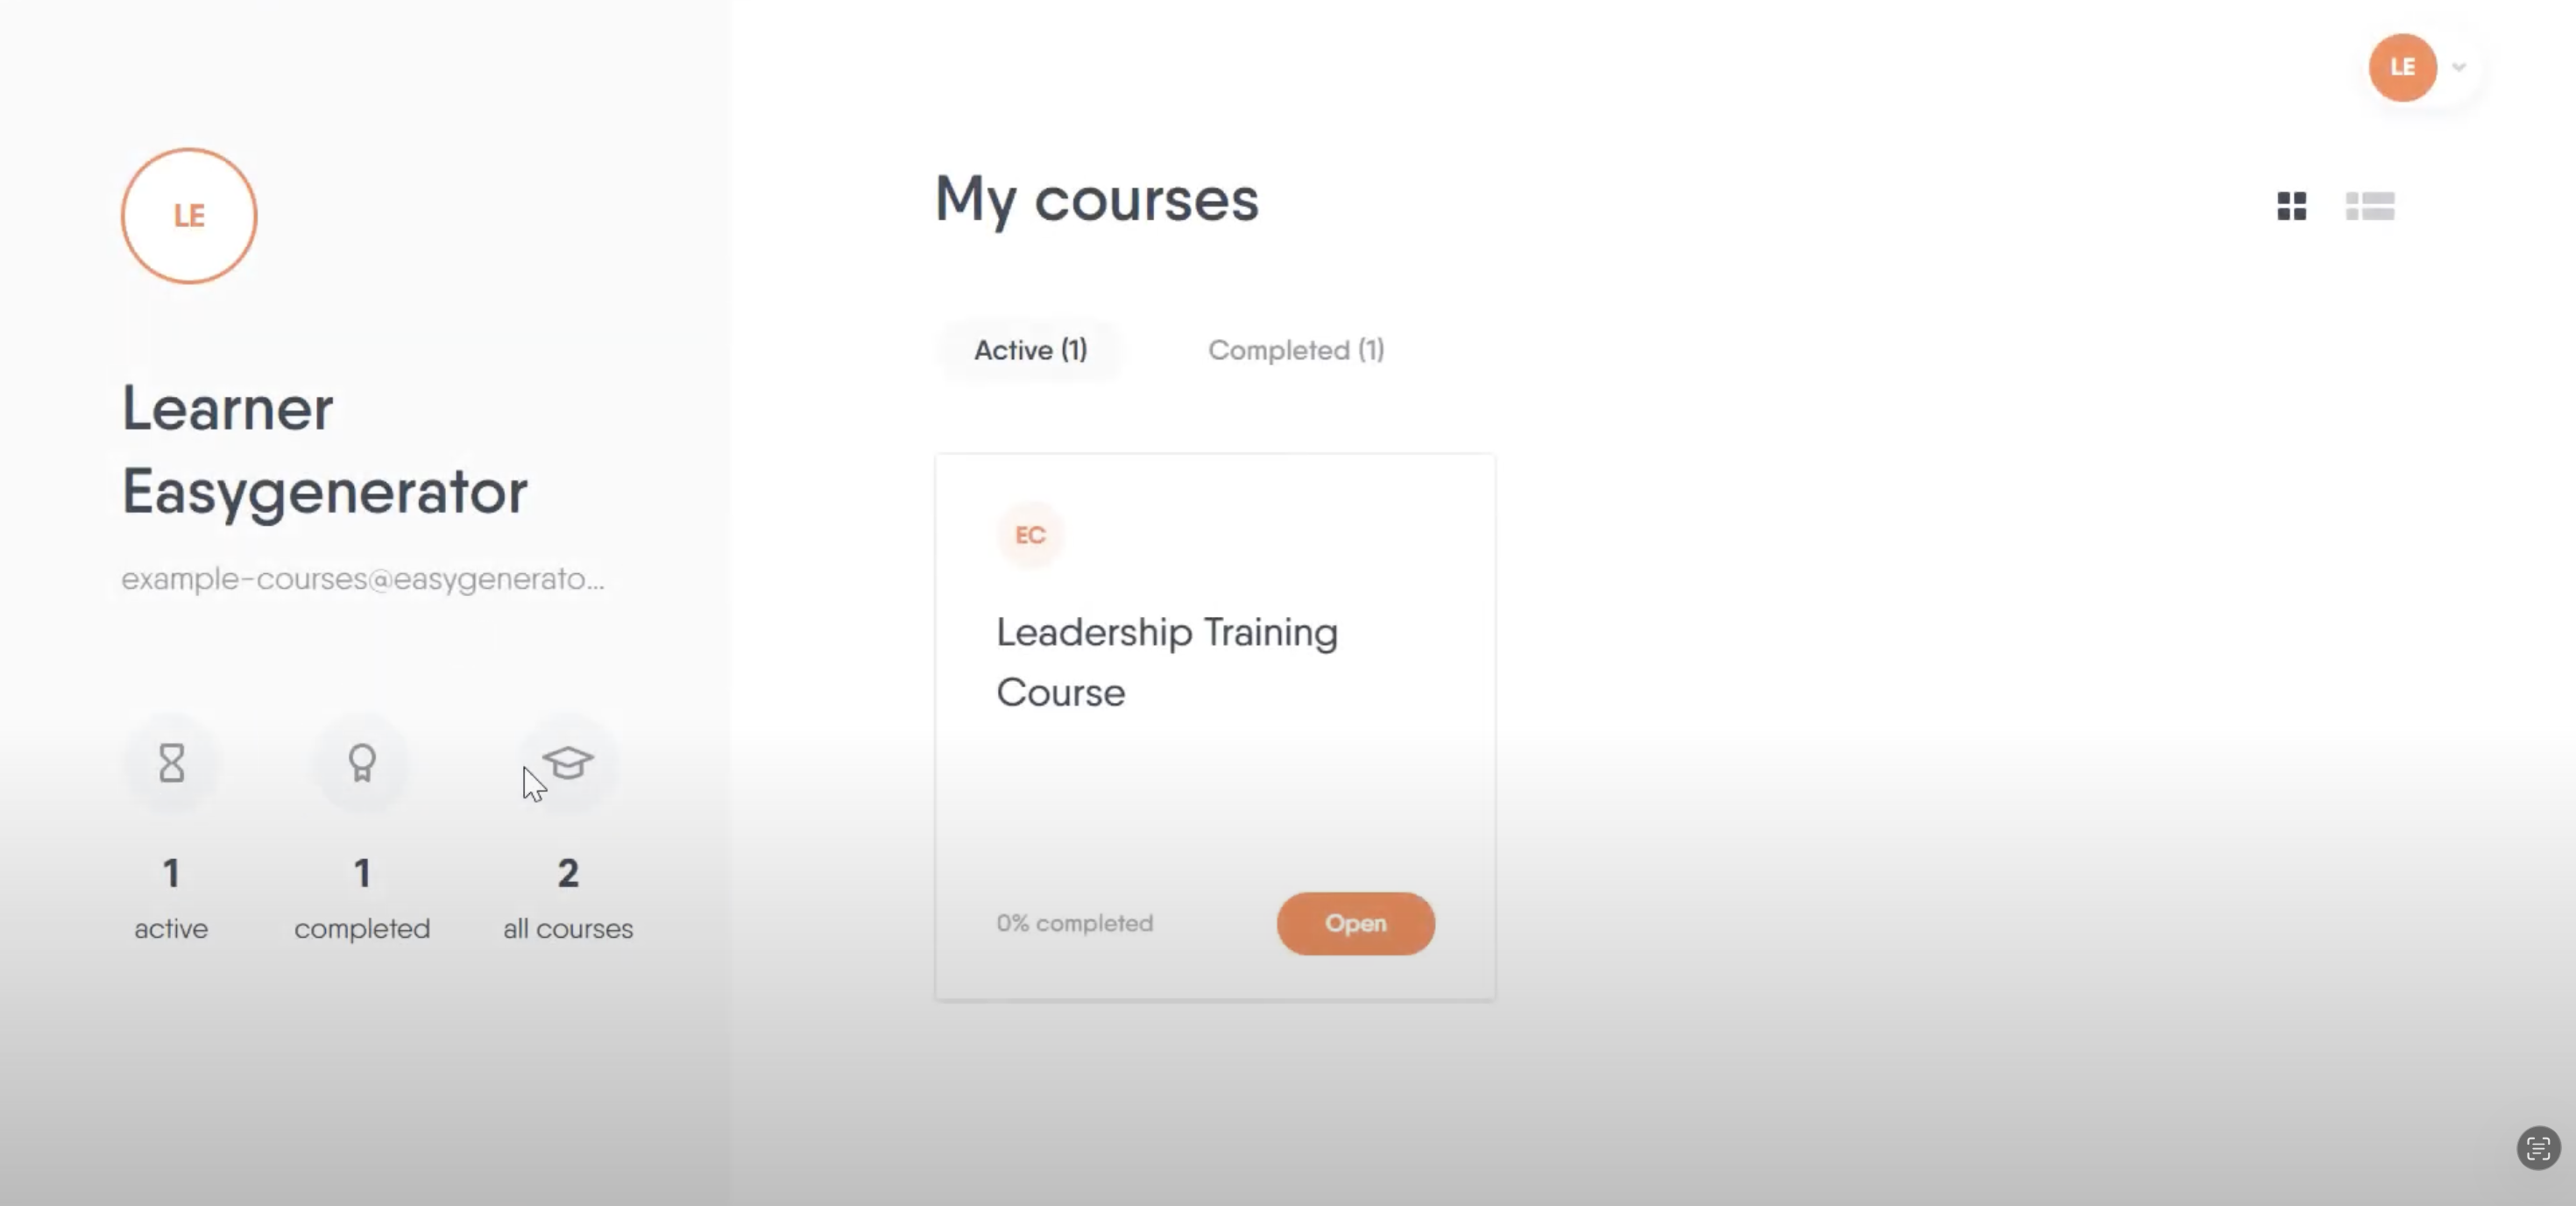 LE
LE
Learner
Easygenerator
example-courses@easygenerato...
1
active
1
completed
2
all courses
My courses
Active (1)
Completed (1)
EC
Leadership Training
Course
0% completed
Open